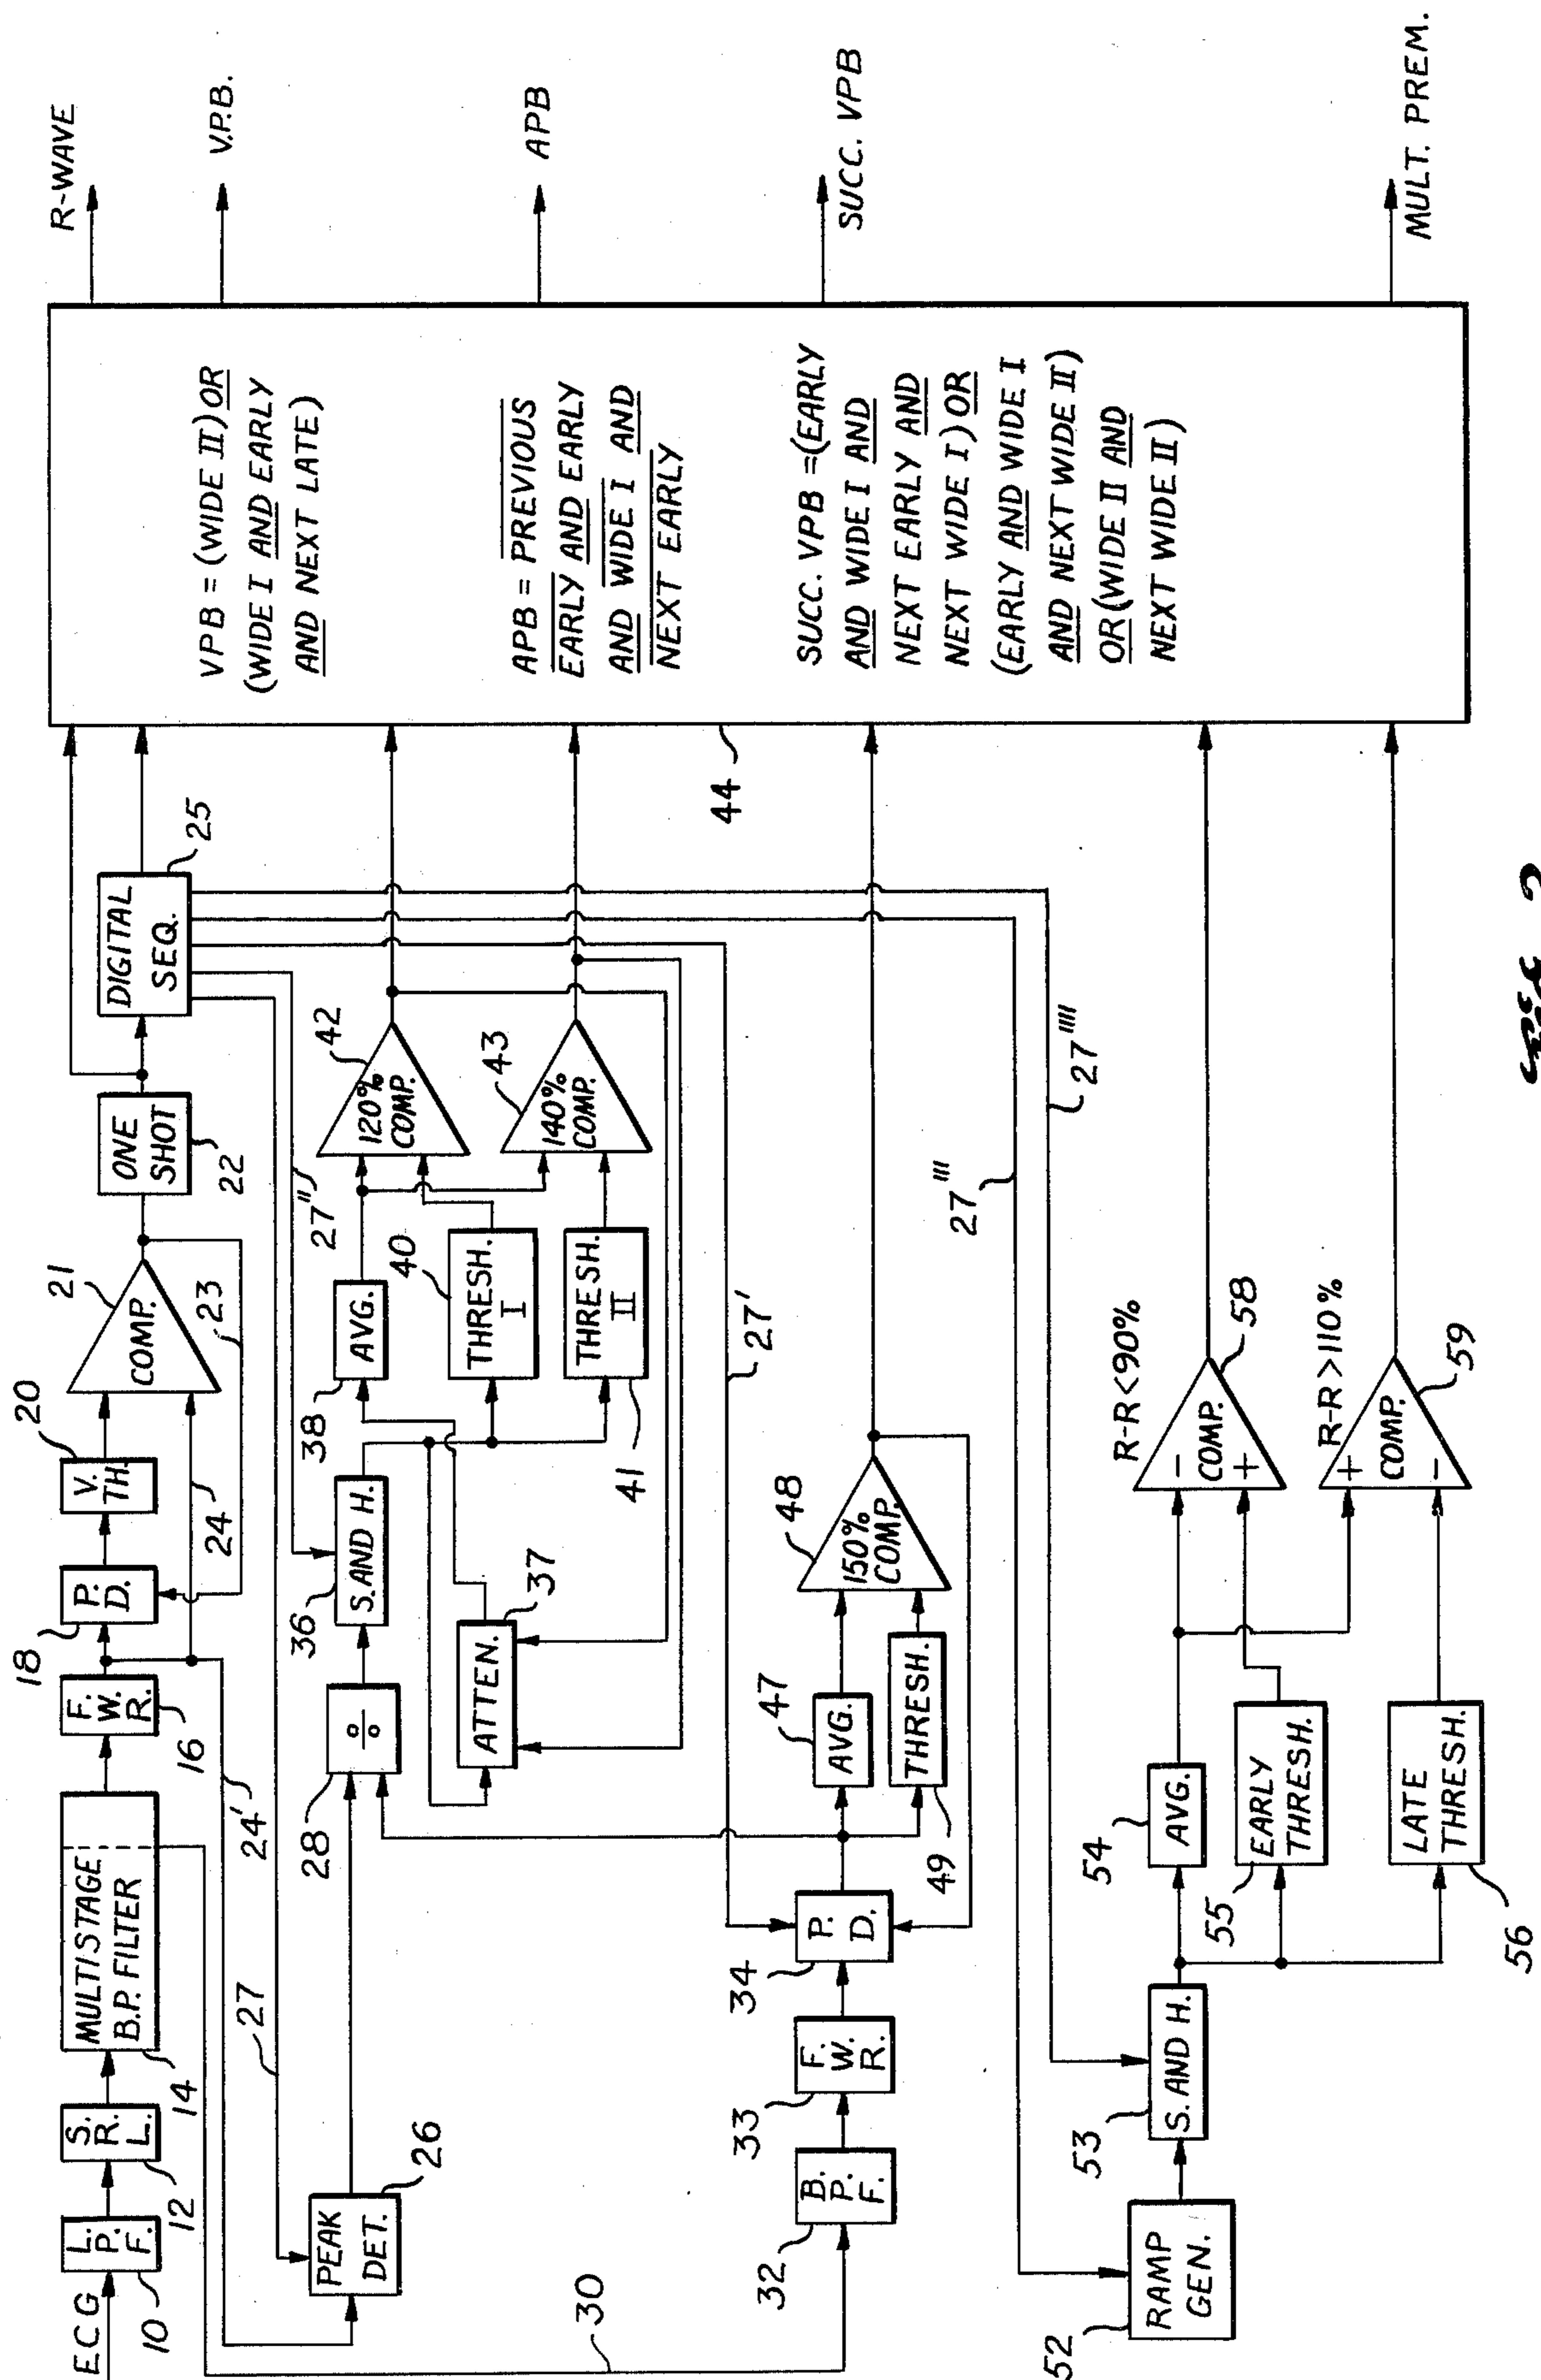 ECG
10
L.
P.
F.
12
S.
R.
L.
14
MULTISTAGE
B.P. FILTER
16
F.
W.
R.
18
P.
D.
20
V.
TH.
21
COMP.
23
24
22
ONE
SHOT
25
DIGITAL
SEQ.
24'
27
27''
26
PEAK
DET.
28
÷
36
S. AND H.
37
ATTEN.
38
AVG.
40
THRESH.
I
41
THRESH.
II
42
120%
COMP.
43
140%
COMP.
27'
30
32
B.
P.
F.
33
F.
W.
R.
34
P.
D.
47
AVG.
49
THRESH.
48
150%
COMP.
27'''
27''''
52
RAMP
GEN.
53
S. AND H.
54
AVG.
55
EARLY
THRESH.
56
LATE
THRESH.
R-R<90%
-
COMP.
+
58
R-R>110%
+
COMP.
-
59
44
VPB = (WIDE II) OR
(WIDE I AND EARLY
AND NEXT LATE)
APB = PREVIOUS
EARLY AND EARLY
AND WIDE I AND
NEXT EARLY
SUCC. VPB =(EARLY
AND WIDE I AND
NEXT EARLY AND
NEXT WIDE I) OR
(EARLY AND WIDE I
AND NEXT WIDE II)
OR (WIDE II AND
NEXT WIDE II)
R-WAVE
V.P.B.
APB
SUCC. VPB
MULT. PREM.